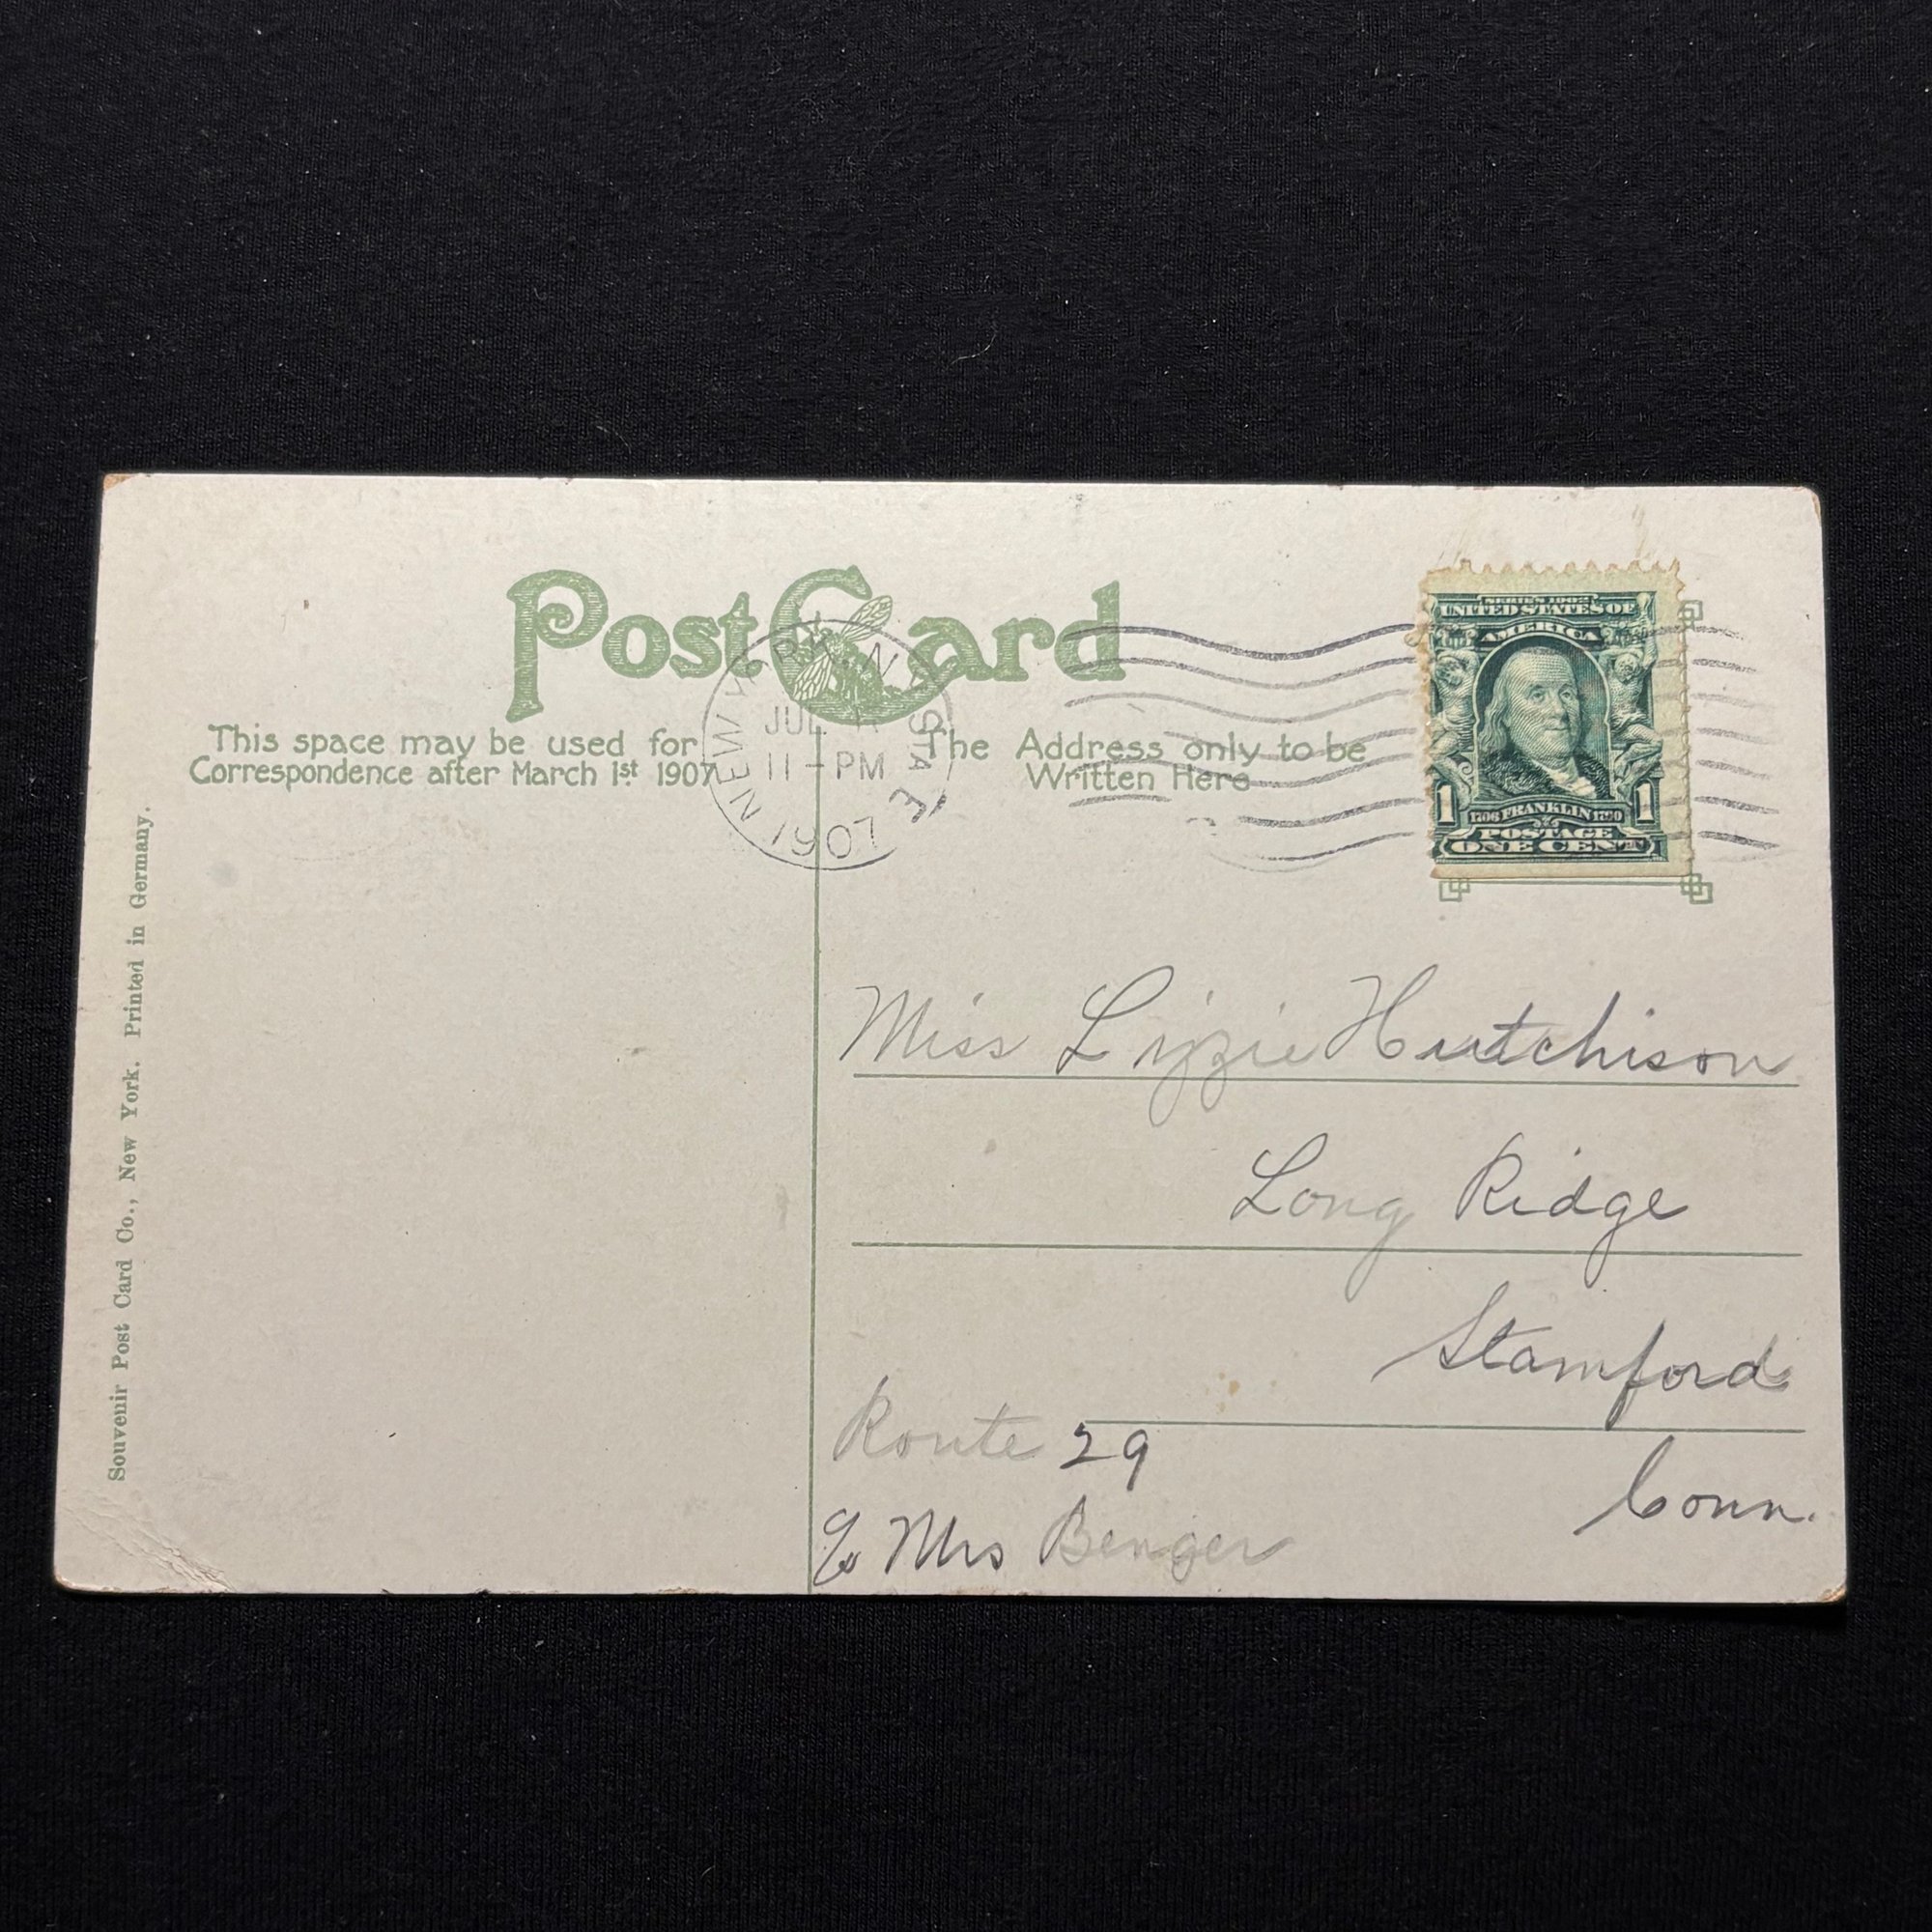 Post Card
This space may be used for
Correspondence after March 1st 1907
The Address only to be
Written Here
NEW YORK, N.Y. STA E
JUL
11-PM
1907
SERIES 1902
UNITED STATES OF
AMERICA
1706 FRANKLIN 1790
1 1
POSTAGE
ONE CENT
Miss Lizzie Hutchison
Long Ridge
Stamford
Conn.
Route 29
c/o Mrs Benger
Souvenir Post Card Co., New York. Printed in Germany.